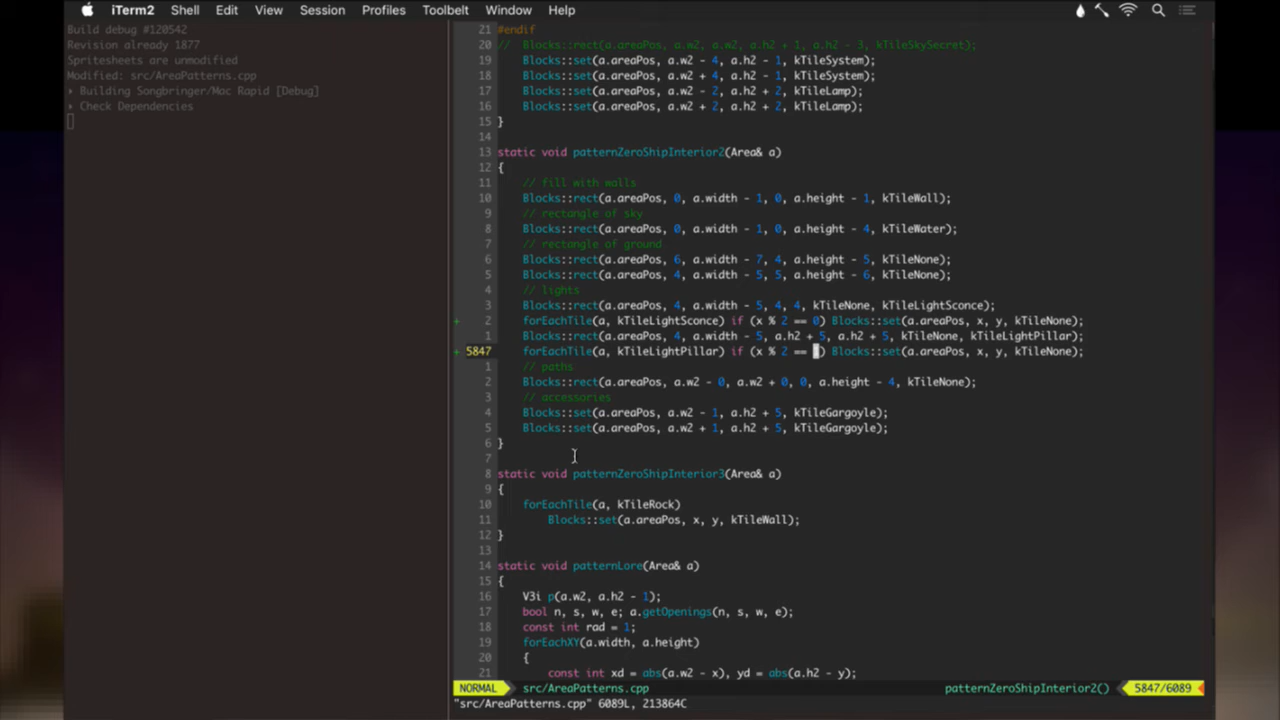 iTerm2 Shell Edit View Session Profiles Toolbelt Window Help
Build debug #120542
Revision already 1877
Spritesheets are unmodified
Modified: src/AreaPatterns.cpp
▸ Building Songbringer/Mac Rapid [Debug]
▸ Check Dependencies
21 #endif
20 //  Blocks::rect(a.areaPos, a.w2, a.w2, a.h2 + 1, a.h2 - 3, kTileSkySecret);
19 Blocks::set(a.areaPos, a.w2 - 4, a.h2 - 1, kTileSystem);
18 Blocks::set(a.areaPos, a.w2 + 4, a.h2 - 1, kTileSystem);
17 Blocks::set(a.areaPos, a.w2 - 2, a.h2 + 2, kTileLamp);
16 Blocks::set(a.areaPos, a.w2 + 2, a.h2 + 2, kTileLamp);
15 }
14
13 static void patternZeroShipInterior2(Area& a)
12 {
11 // fill with walls
10 Blocks::rect(a.areaPos, 0, a.width - 1, 0, a.height - 1, kTileWall);
9 // rectangle of sky
8 Blocks::rect(a.areaPos, 0, a.width - 1, 0, a.height - 4, kTileWater);
7 // rectangle of ground
6 Blocks::rect(a.areaPos, 6, a.width - 7, 4, a.height - 5, kTileNone);
5 Blocks::rect(a.areaPos, 4, a.width - 5, 5, a.height - 6, kTileNone);
4 // lights
3 Blocks::rect(a.areaPos, 4, a.width - 5, 4, 4, kTileNone, kTileLightSconce);
+ 2 forEachTile(a, kTileLightSconce) if (x % 2 == 0) Blocks::set(a.areaPos, x, y, kTileNone);
1 Blocks::rect(a.areaPos, 4, a.width - 5, a.h2 + 5, a.h2 + 5, kTileNone, kTileLightPillar);
+ 5847 forEachTile(a, kTileLightPillar) if (x % 2 == ) Blocks::set(a.areaPos, x, y, kTileNone);
1 // paths
2 Blocks::rect(a.areaPos, a.w2 - 0, a.w2 + 0, 0, a.height - 4, kTileNone);
3 // accessories
4 Blocks::set(a.areaPos, a.w2 - 1, a.h2 + 5, kTileGargoyle);
5 Blocks::set(a.areaPos, a.w2 + 1, a.h2 + 5, kTileGargoyle);
6 }
7
8 static void patternZeroShipInterior3(Area& a)
9 {
10 forEachTile(a, kTileRock)
11 Blocks::set(a.areaPos, x, y, kTileWall);
12 }
13
14 static void patternLore(Area& a)
15 {
16 V3i p(a.w2, a.h2 - 1);
17 bool n, s, w, e; a.getOpenings(n, s, w, e);
18 const int rad = 1;
19 forEachXY(a.width, a.height)
20 {
21 const int xd = abs(a.w2 - x), yd = abs(a.h2 - y);
NORMAL src/AreaPatterns.cpp patternZeroShipInterior2() 5847/6089
"src/AreaPatterns.cpp" 6089L, 213864C